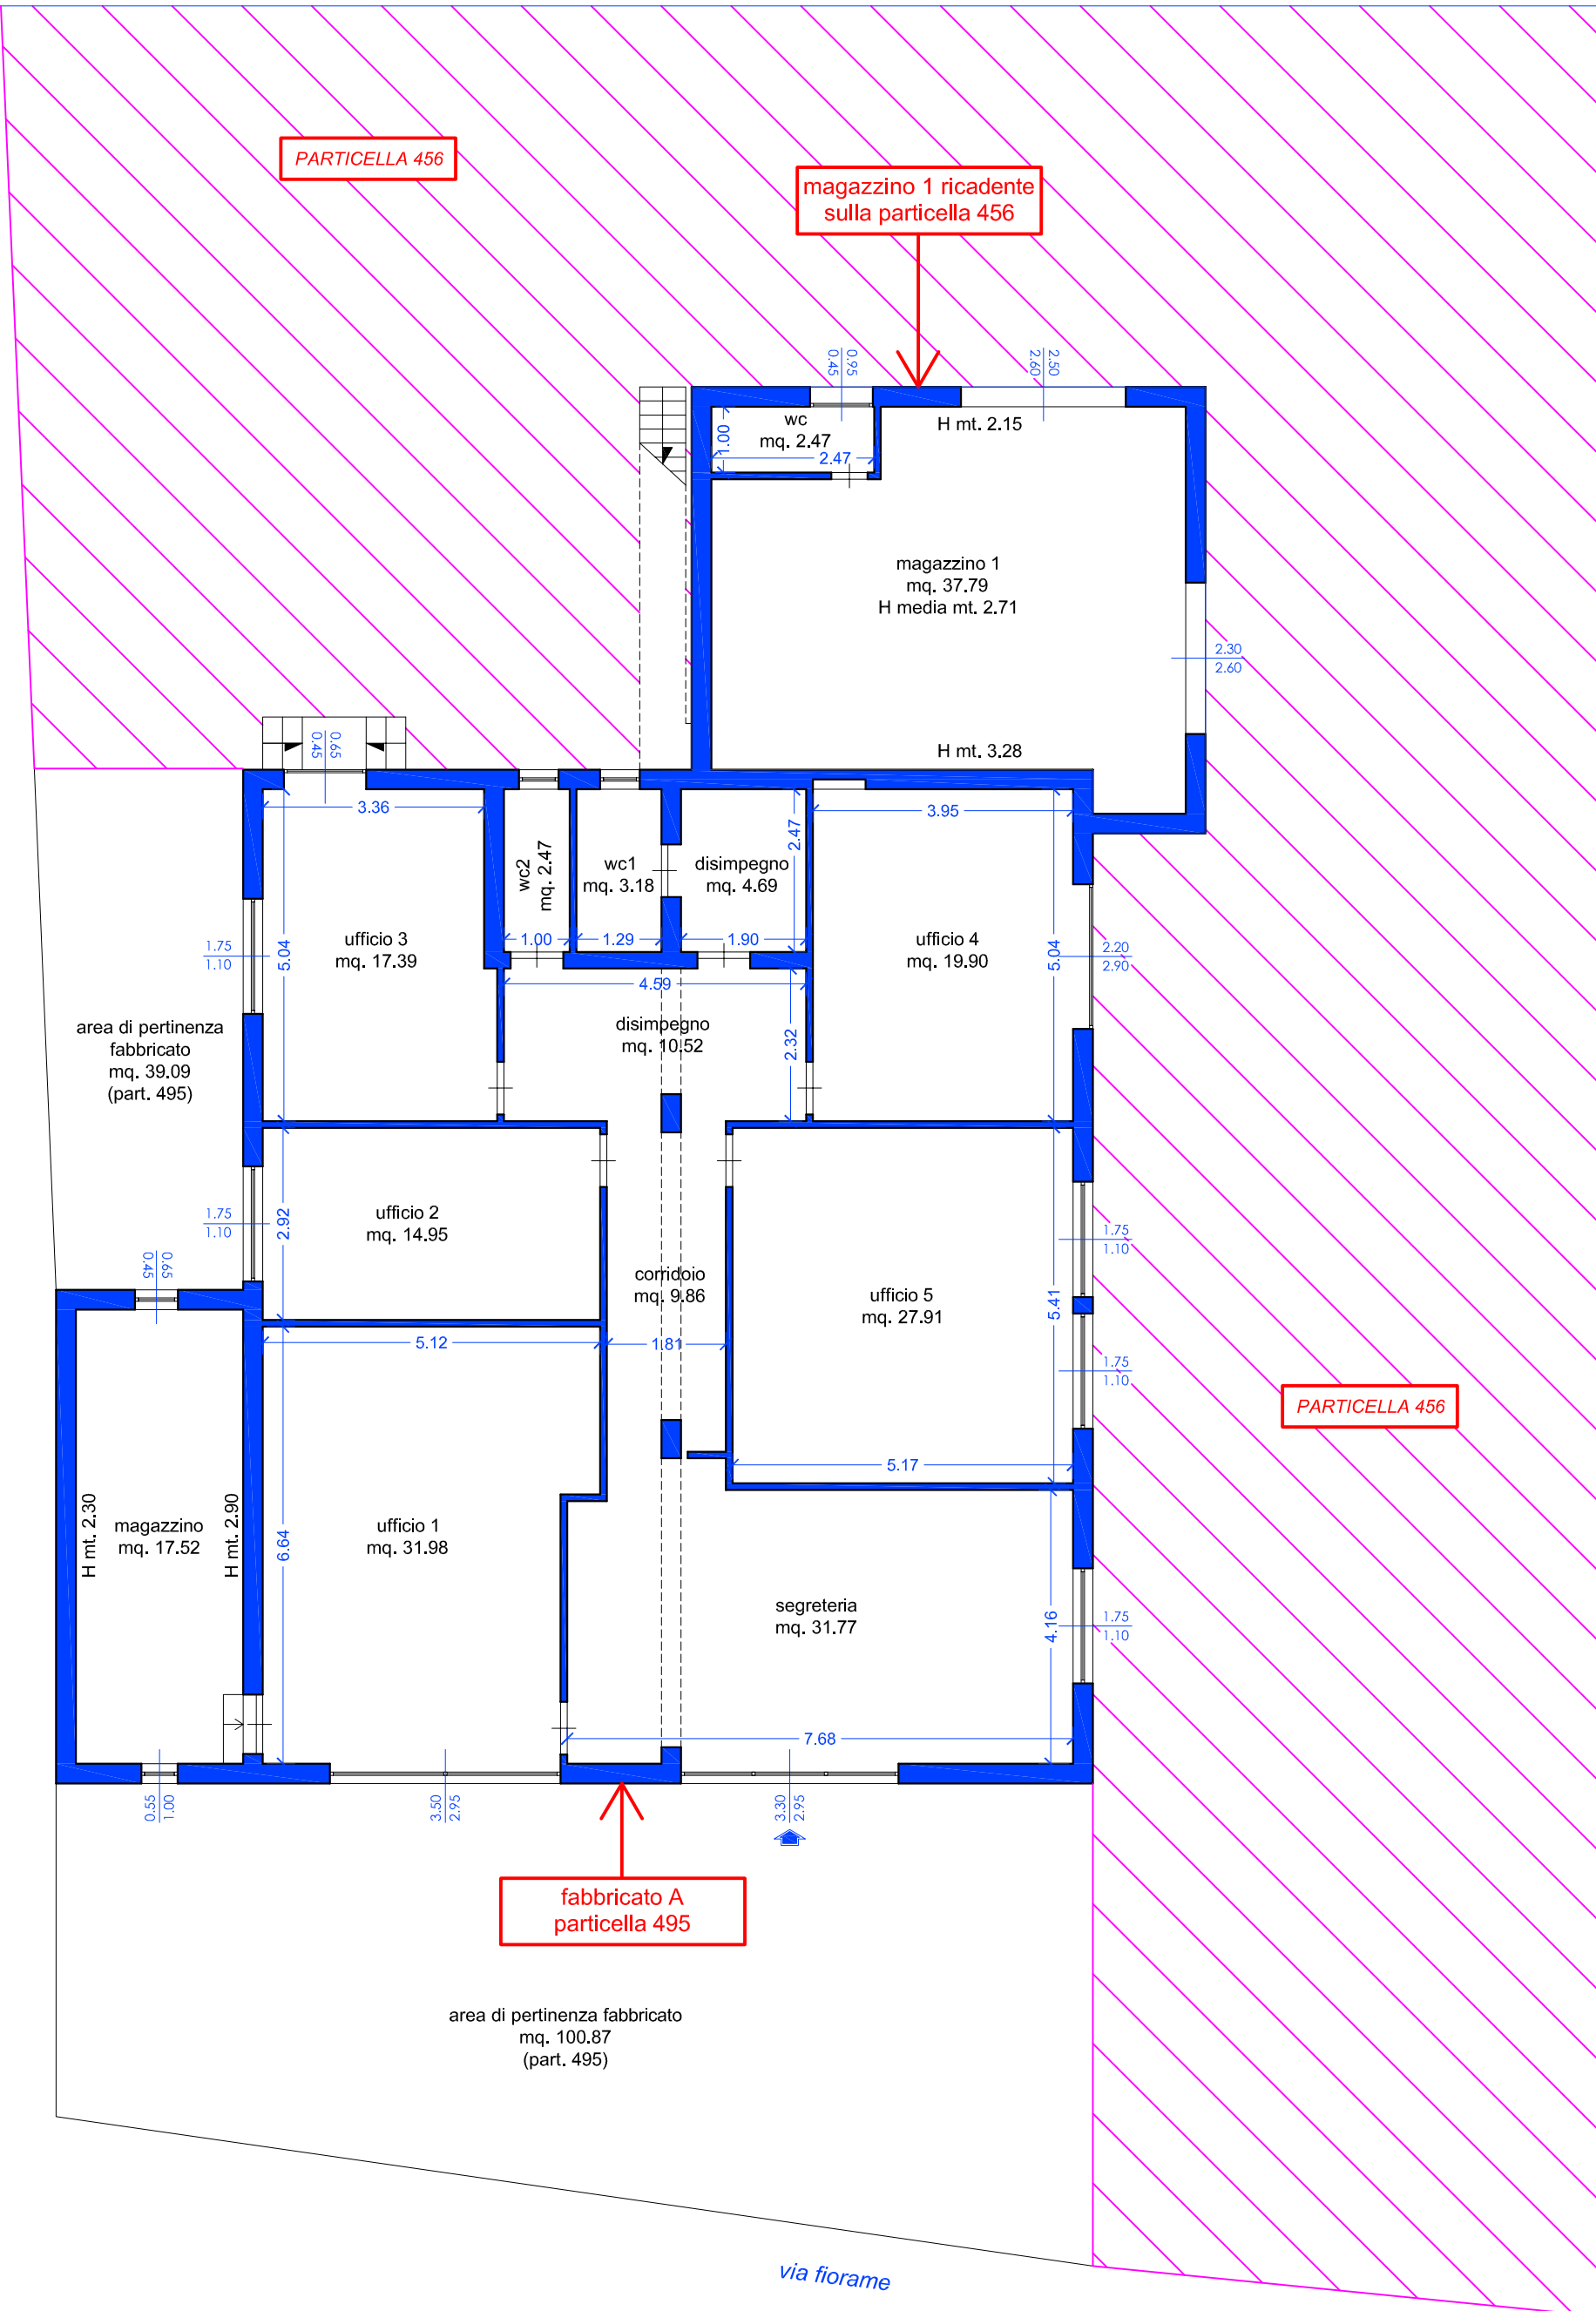 PARTICELLA 456
magazzino 1 ricadente
sulla particella 456
0.95
0.45
2.50
2.60
wc
mq. 2.47
1.00
2.47
H mt. 2.15
magazzino 1
mq. 37.79
H media mt. 2.71
2.30
2.60
H mt. 3.28
0.65
0.45
3.36
5.04
ufficio 3
mq. 17.39
wc2
mq. 2.47
1.00
wc1
mq. 3.18
1.29
disimpegno
mq. 4.69
2.47
1.90
3.95
ufficio 4
mq. 19.90
5.04
2.20
2.90
1.75
1.10
4.59
disimpegno
mq. 10.52
2.32
area di pertinenza
fabbricato
mq. 39.09
(part. 495)
1.75
1.10
2.92
ufficio 2
mq. 14.95
0.65
0.45
corridoio
mq. 9.86
1.81
ufficio 5
mq. 27.91
5.41
5.17
1.75
1.10
1.75
1.10
PARTICELLA 456
5.12
H mt. 2.30
magazzino
mq. 17.52
H mt. 2.90
6.64
ufficio 1
mq. 31.98
segreteria
mq. 31.77
4.16
7.68
1.75
1.10
0.55
1.00
3.50
2.95
3.30
2.95
fabbricato A
particella 495
area di pertinenza fabbricato
mq. 100.87
(part. 495)
via fiorame